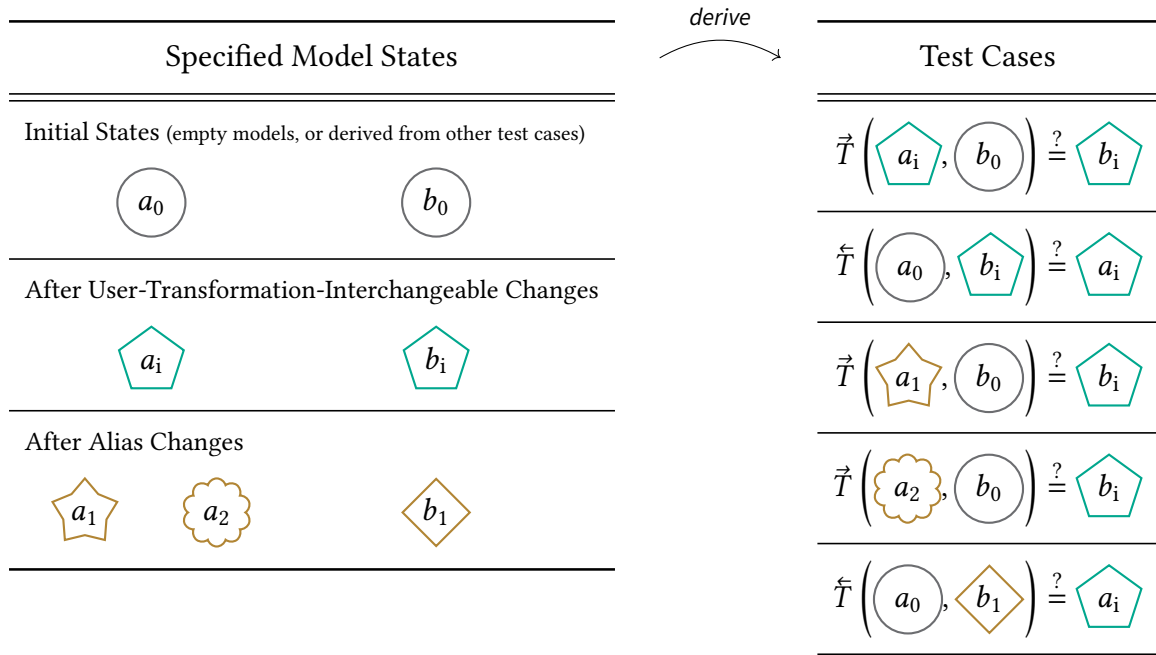 derive
Specified Model States
Initial States (empty models, or derived from other test cases)
a₀ b₀
After User-Transformation-Interchangeable Changes
aᵢ bᵢ
After Alias Changes
a₁ a₂ b₁
Test Cases
T⃗ ( aᵢ , b₀ ) ≟ bᵢ
T⃖ ( a₀ , bᵢ ) ≟ aᵢ
T⃗ ( a₁ , b₀ ) ≟ bᵢ
T⃗ ( a₂ , b₀ ) ≟ bᵢ
T⃖ ( a₀ , b₁ ) ≟ aᵢ